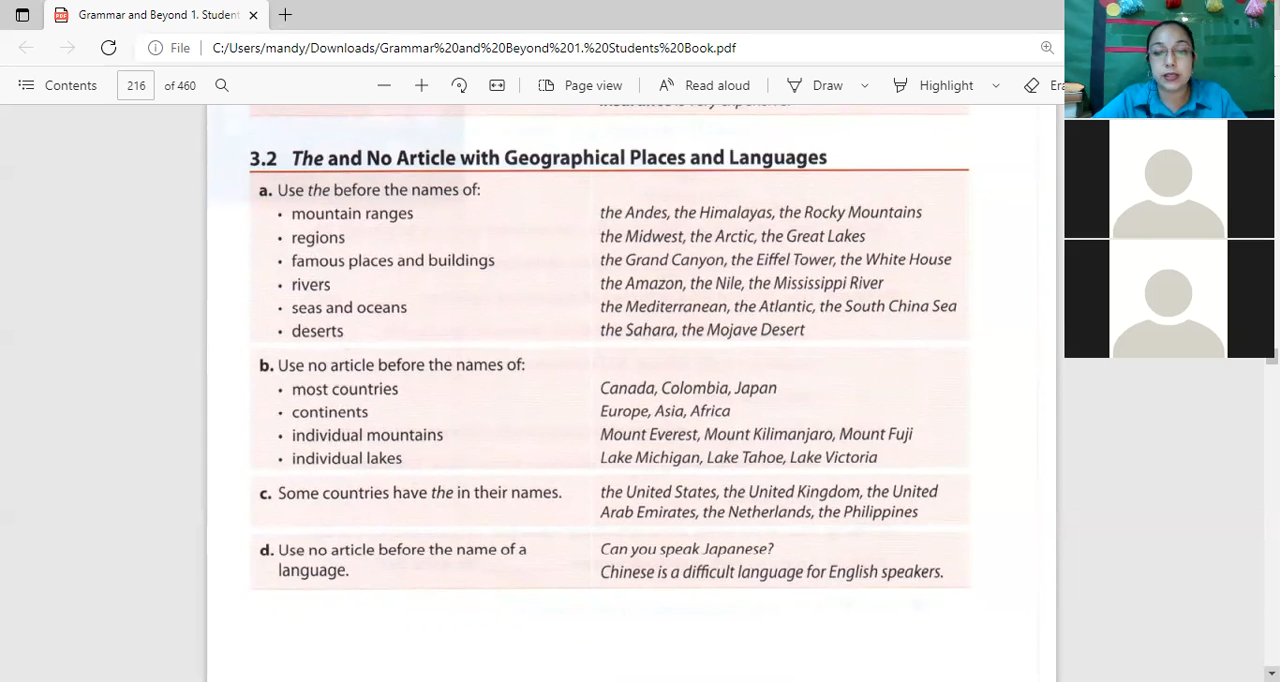 Grammar and Beyond 1. Student
File
C:/Users/mandy/Downloads/Grammar%20and%20Beyond%201.%20Students%20Book.pdf
Contents
216 of 460
Page view
Read aloud
Draw
Highlight
Era
3.2 The and No Article with Geographical Places and Languages
a. Use the before the names of:
• mountain ranges the Andes, the Himalayas, the Rocky Mountains
• regions the Midwest, the Arctic, the Great Lakes
• famous places and buildings the Grand Canyon, the Eiffel Tower, the White House
• rivers the Amazon, the Nile, the Mississippi River
• seas and oceans the Mediterranean, the Atlantic, the South China Sea
• deserts the Sahara, the Mojave Desert
b. Use no article before the names of:
• most countries Canada, Colombia, Japan
• continents Europe, Asia, Africa
• individual mountains Mount Everest, Mount Kilimanjaro, Mount Fuji
• individual lakes Lake Michigan, Lake Tahoe, Lake Victoria
c. Some countries have the in their names. the United States, the United Kingdom, the United
Arab Emirates, the Netherlands, the Philippines
d. Use no article before the name of a Can you speak Japanese?
language. Chinese is a difficult language for English speakers.